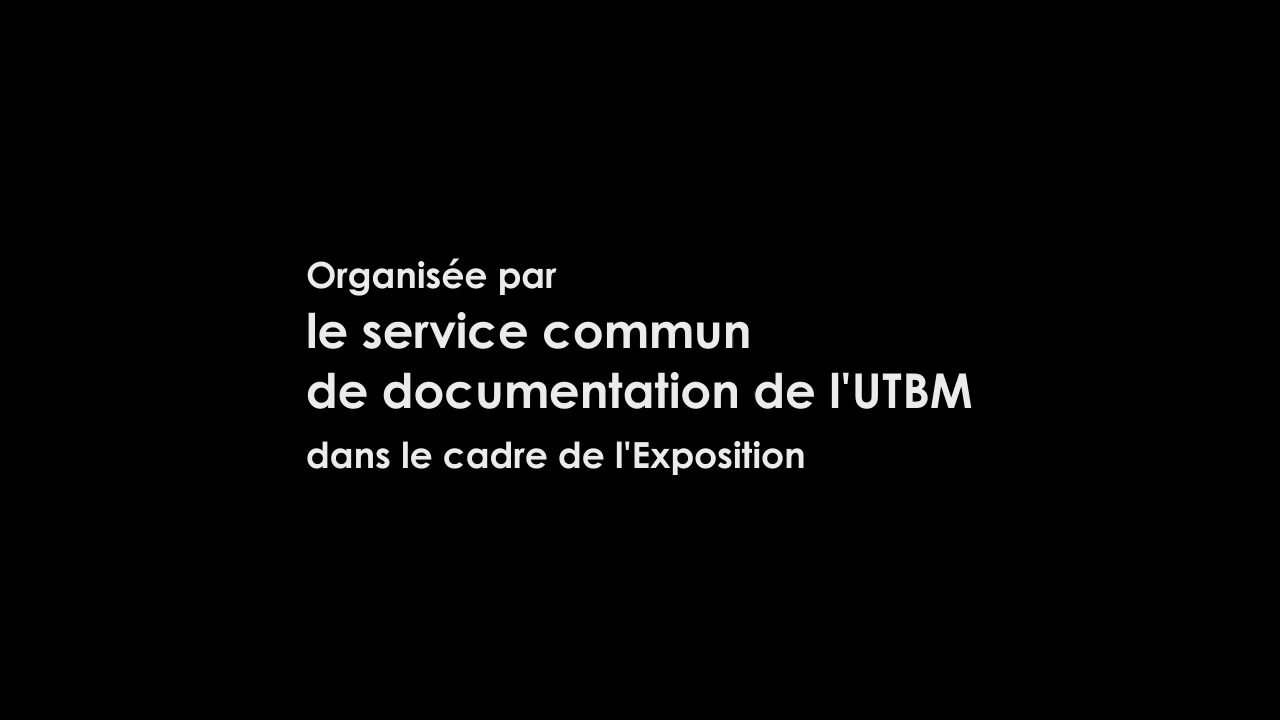 Organisée par
le service commun
de documentation de l'UTBM
dans le cadre de l'Exposition